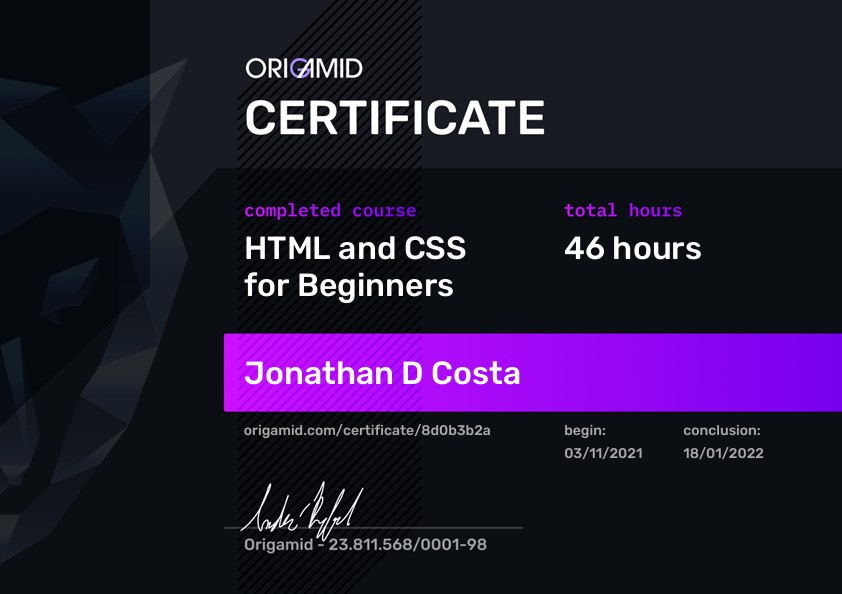 ORIGAMID
CERTIFICATE
completed course
HTML and CSS
for Beginners
total hours
46 hours
Jonathan D Costa
origamid.com/certificate/8d0b3b2a
begin:
03/11/2021
conclusion:
18/01/2022
Origamid - 23.811.568/0001-98